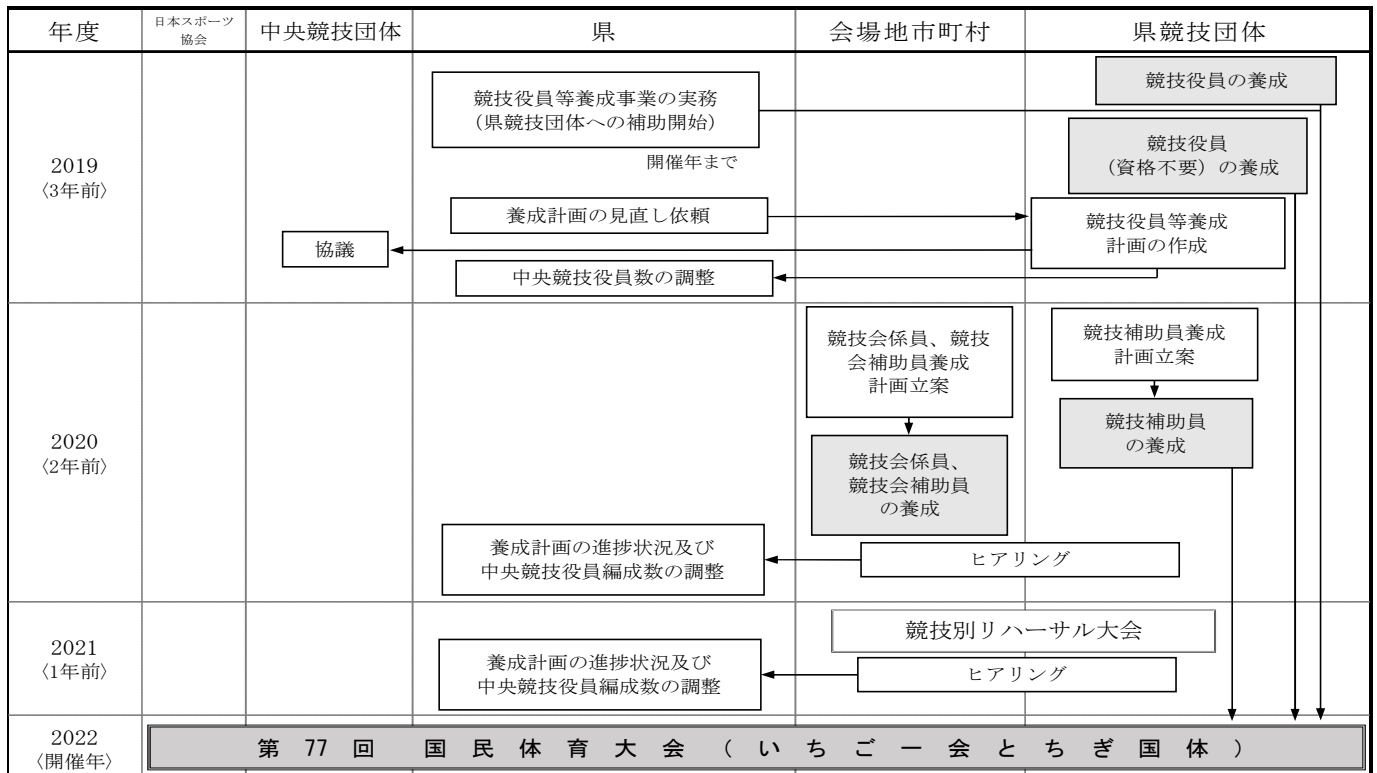 年度
日本スポーツ
協会
中央競技団体
県
会場地市町村
県競技団体
2019
〈3年前〉
競技役員等養成事業の実務
（県競技団体への補助開始）
開催年まで
競技役員の養成
競技役員
（資格不要）の養成
養成計画の見直し依頼
競技役員等養成
計画の作成
協議
中央競技役員数の調整
2020
〈2年前〉
競技会係員、競技
会補助員養成
計画立案
競技補助員養成
計画立案
競技会係員、
競技会補助員
の養成
競技補助員
の養成
養成計画の進捗状況及び
中央競技役員編成数の調整
ヒアリング
2021
〈1年前〉
競技別リハーサル大会
養成計画の進捗状況及び
中央競技役員編成数の調整
ヒアリング
2022
〈開催年〉
第 77 回 国 民 体 育 大 会 （ い ち ご 一 会 と ち ぎ 国 体 ）